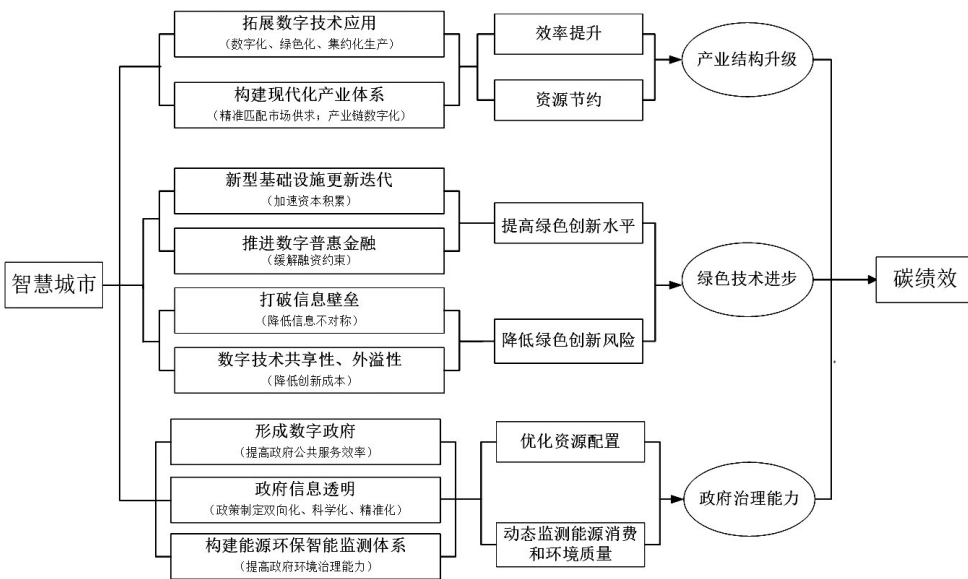 智慧城市
拓展数字技术应用
（数字化、绿色化、集约化生产）
构建现代化产业体系
（精准匹配市场供求；产业链数字化）
效率提升
资源节约
产业结构升级
新型基础设施更新迭代
（加速资本积累）
推进数字普惠金融
（缓解融资约束）
打破信息壁垒
（降低信息不对称）
数字技术共享性、外溢性
（降低创新成本）
提高绿色创新水平
降低绿色创新风险
绿色技术进步
形成数字政府
（提高政府公共服务效率）
政府信息透明
（政策制定双向化、科学化、精准化）
构建能源环保智能监测体系
（提高政府环境治理能力）
优化资源配置
动态监测能源消费
和环境质量
政府治理能力
碳绩效